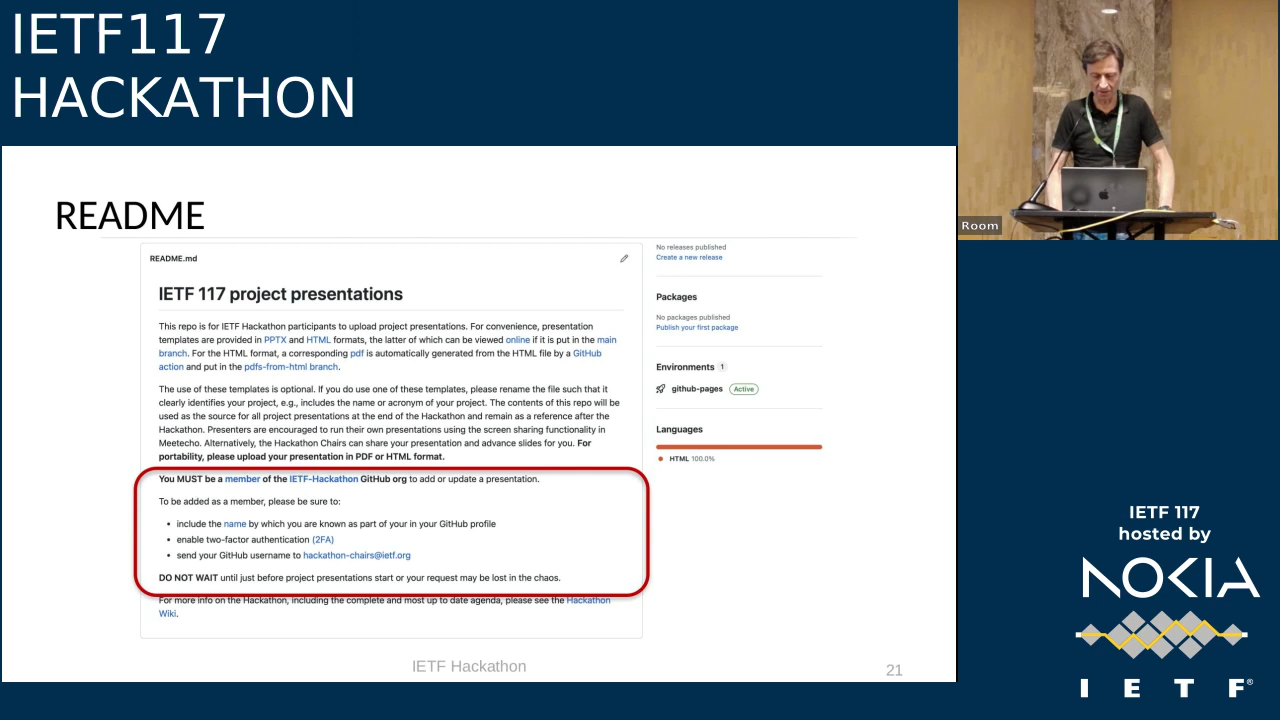 IETF117
HACKATHON
README
README.md
IETF 117 project presentations
This repo is for IETF Hackathon participants to upload project presentations. For convenience, presentation
templates are provided in PPTX and HTML formats, the latter of which can be viewed online if it is put in the main
branch. For the HTML format, a corresponding pdf is automatically generated from the HTML file by a GitHub
action and put in the pdfs-from-html branch.
The use of these templates is optional. If you do use one of these templates, please rename the file such that it
clearly identifies your project, e.g., includes the name or acronym of your project. The contents of this repo will be
used as the source for all project presentations at the end of the Hackathon and remain as a reference after the
Hackathon. Presenters are encouraged to run their own presentations using the screen sharing functionality in
Meetecho. Alternatively, the Hackathon Chairs can share your presentation and advance slides for you. For
portability, please upload your presentation in PDF or HTML format.
You MUST be a member of the IETF-Hackathon GitHub org to add or update a presentation.
To be added as a member, please be sure to:
• include the name by which you are known as part of your in your GitHub profile
• enable two-factor authentication (2FA)
• send your GitHub username to hackathon-chairs@ietf.org
DO NOT WAIT until just before project presentations start or your request may be lost in the chaos.
For more info on the Hackathon, including the complete and most up to date agenda, please see the Hackathon
Wiki.
No releases published
Create a new release
Packages
No packages published
Publish your first package
Environments 1
github-pages Active
Languages
HTML 100.0%
IETF Hackathon
21
Room
IETF 117
hosted by
NOKIA
I E T F®